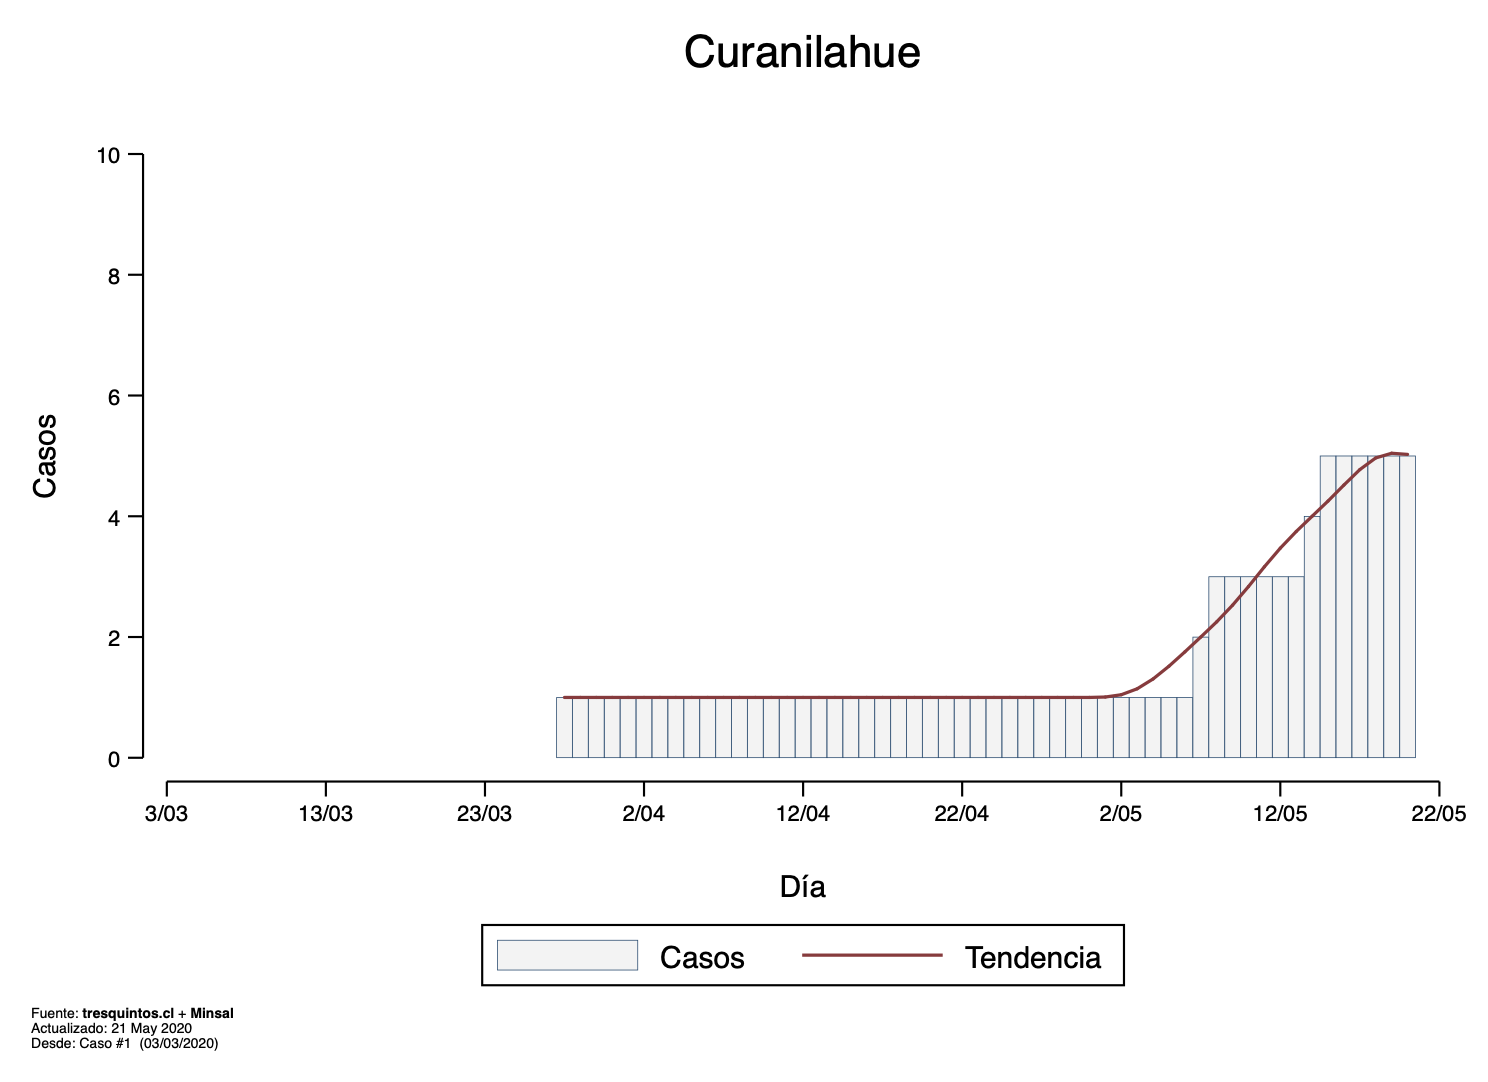 Curanilahue
10
8
6
4
2
0
Casos
3/03 13/03 23/03 2/04 12/04 22/04 2/05 12/05 22/05
Día
Casos Tendencia
Fuente: tresquintos.cl + Minsal
Actualizado: 21 May 2020
Desde: Caso #1 (03/03/2020)